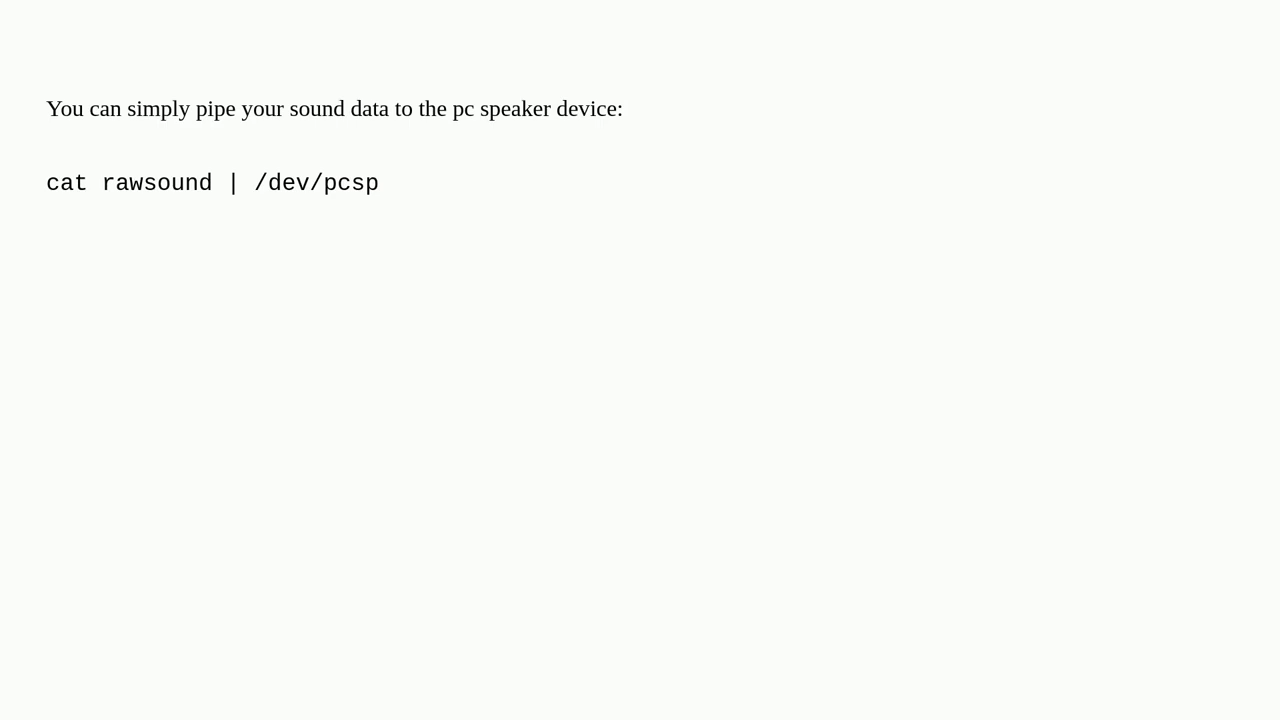 You can simply pipe your sound data to the pc speaker device:
cat rawsound | /dev/pcsp